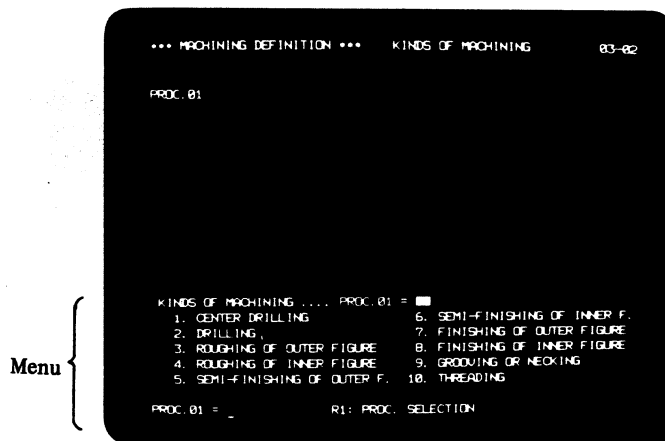 *** MACHINING DEFINITION *** KINDS OF MACHINING 03-02
PROC.01
KINDS OF MACHINING .... PROC.01 =
1. CENTER DRILLING 6. SEMI-FINISHING OF INNER F.
2. DRILLING 7. FINISHING OF OUTER FIGURE
3. ROUGHING OF OUTER FIGURE 8. FINISHING OF INNER FIGURE
4. ROUGHING OF INNER FIGURE 9. GROOVING OR NECKING
5. SEMI-FINISHING OF OUTER F. 10. THREADING
Menu
PROC.01 = _ R1: PROC. SELECTION